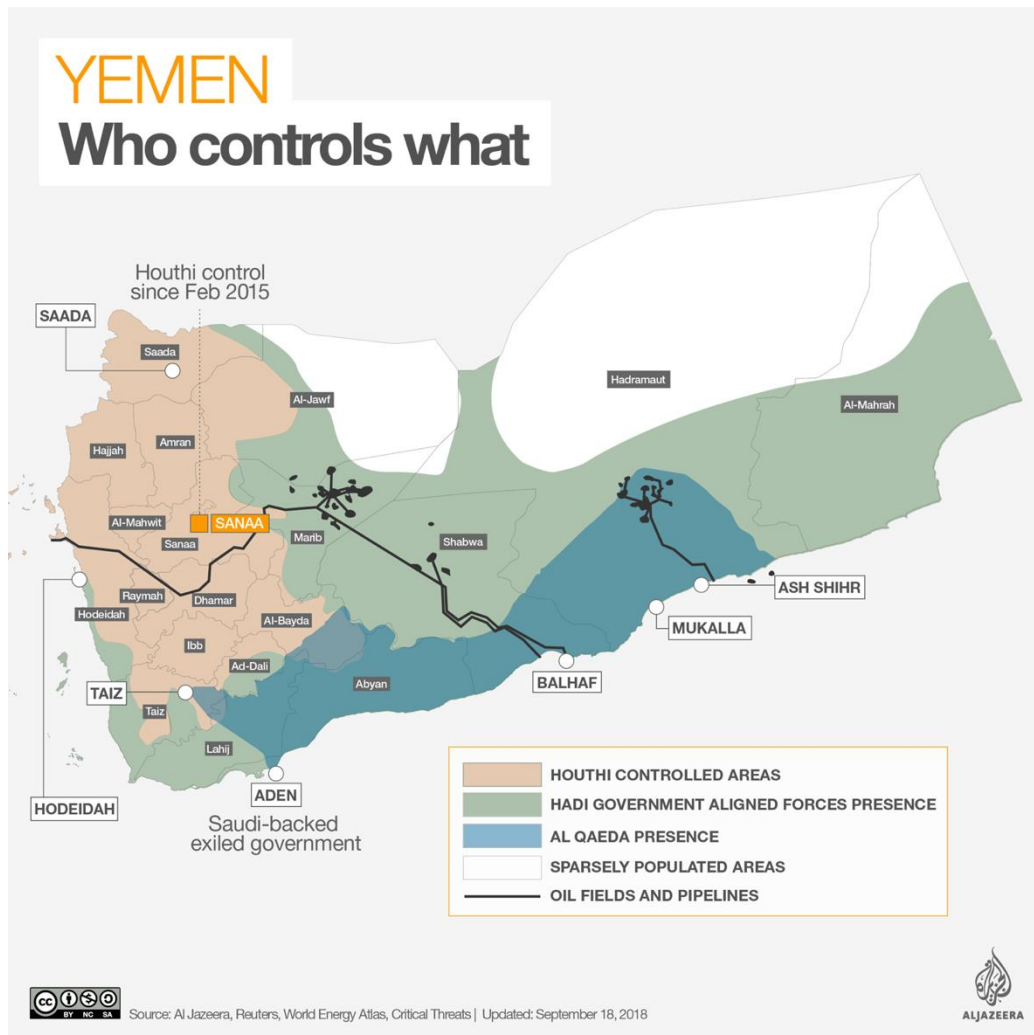 YEMEN
Who controls what
Houthi control
since Feb 2015
SAADA
Saada
Al-Jawf
Hadramaut
Al-Mahrah
Hajjah
Amran
Al-Mahwit
SANAA
Sanaa
Marib
Shabwa
Raymah
Dhamar
Hodeidah
Al-Bayda
Ibb
Ad-Dali
Abyan
ASH SHIHR
MUKALLA
BALHAF
TAIZ
Taiz
Lahij
HODEIDAH
ADEN
Saudi-backed
exiled government
HOUTHI CONTROLLED AREAS
HADI GOVERNMENT ALIGNED FORCES PRESENCE
AL QAEDA PRESENCE
SPARSELY POPULATED AREAS
OIL FIELDS AND PIPELINES
cc
BY NC SA
Source: Al Jazeera, Reuters, World Energy Atlas, Critical Threats | Updated: September 18, 2018
ALJAZEERA